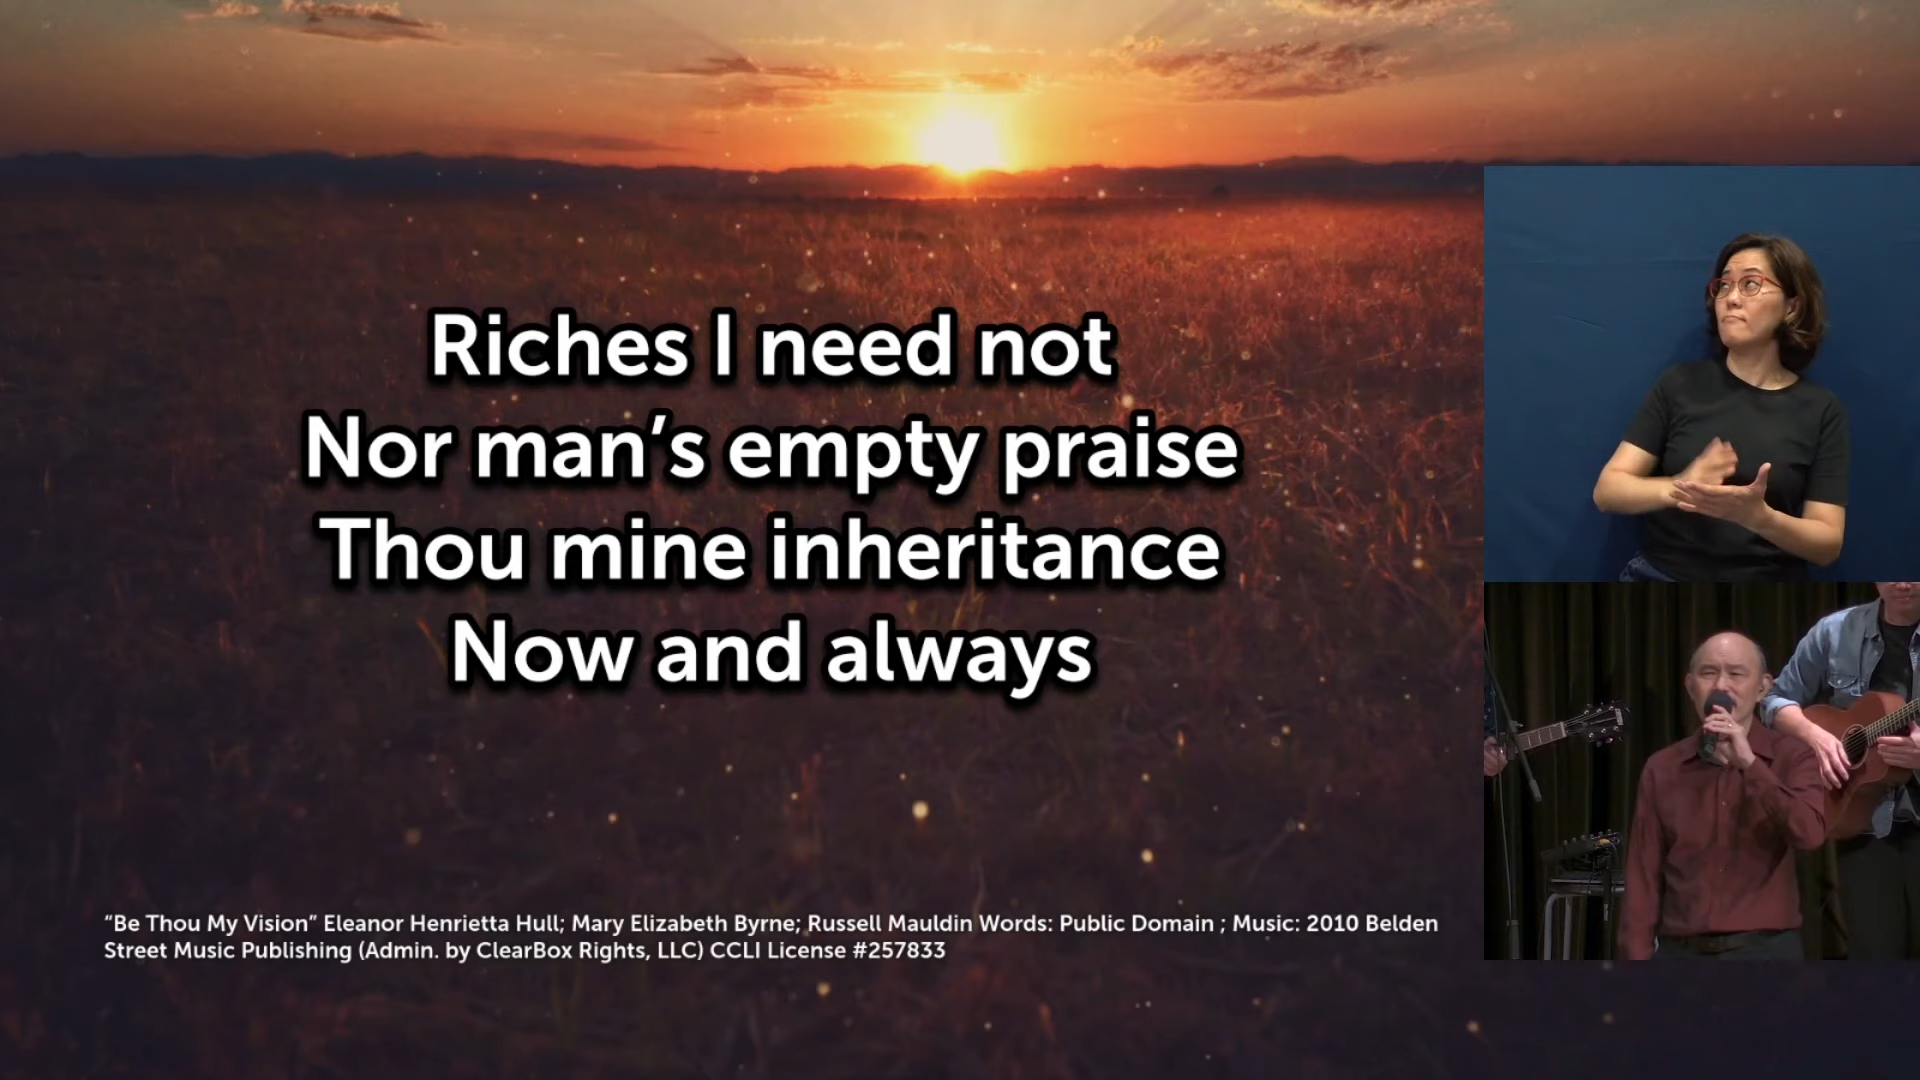 Riches I need not
Nor man’s empty praise
Thou mine inheritance
Now and always
“Be Thou My Vision” Eleanor Henrietta Hull; Mary Elizabeth Byrne; Russell Mauldin Words: Public Domain ; Music: 2010 Belden
Street Music Publishing (Admin. by ClearBox Rights, LLC) CCLI License #257833